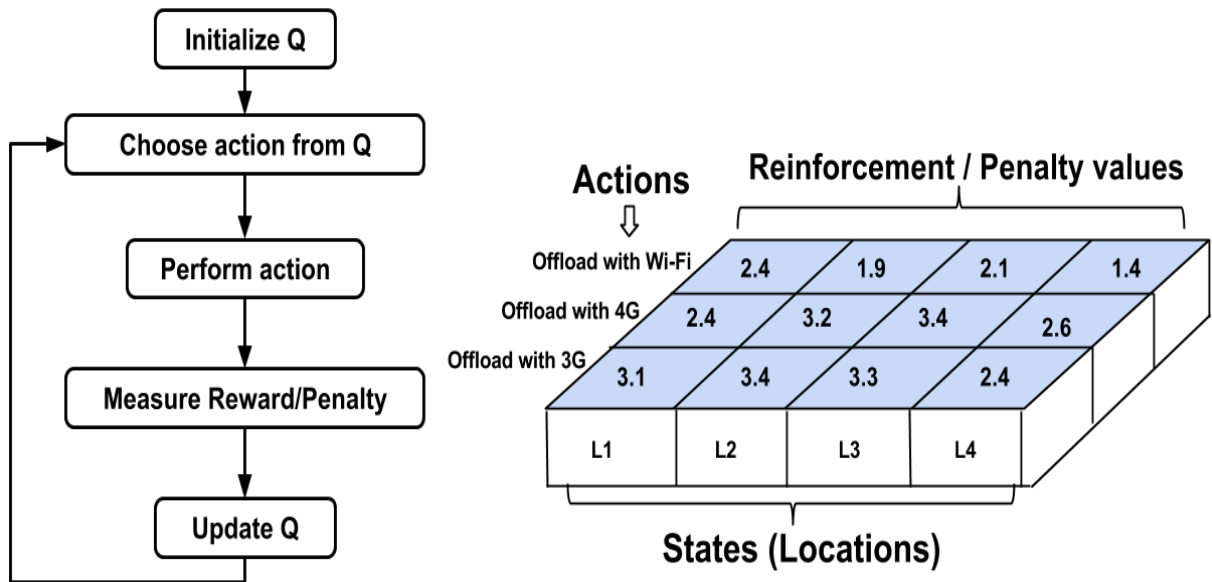 Initialize Q
Choose action from Q
Perform action
Measure Reward/Penalty
Update Q
Actions
Reinforcement / Penalty values
Offload with Wi-Fi
2.4 1.9 2.1 1.4
Offload with 4G
2.4 3.2 3.4 2.6
Offload with 3G
3.1 3.4 3.3 2.4
L1 L2 L3 L4
States (Locations)